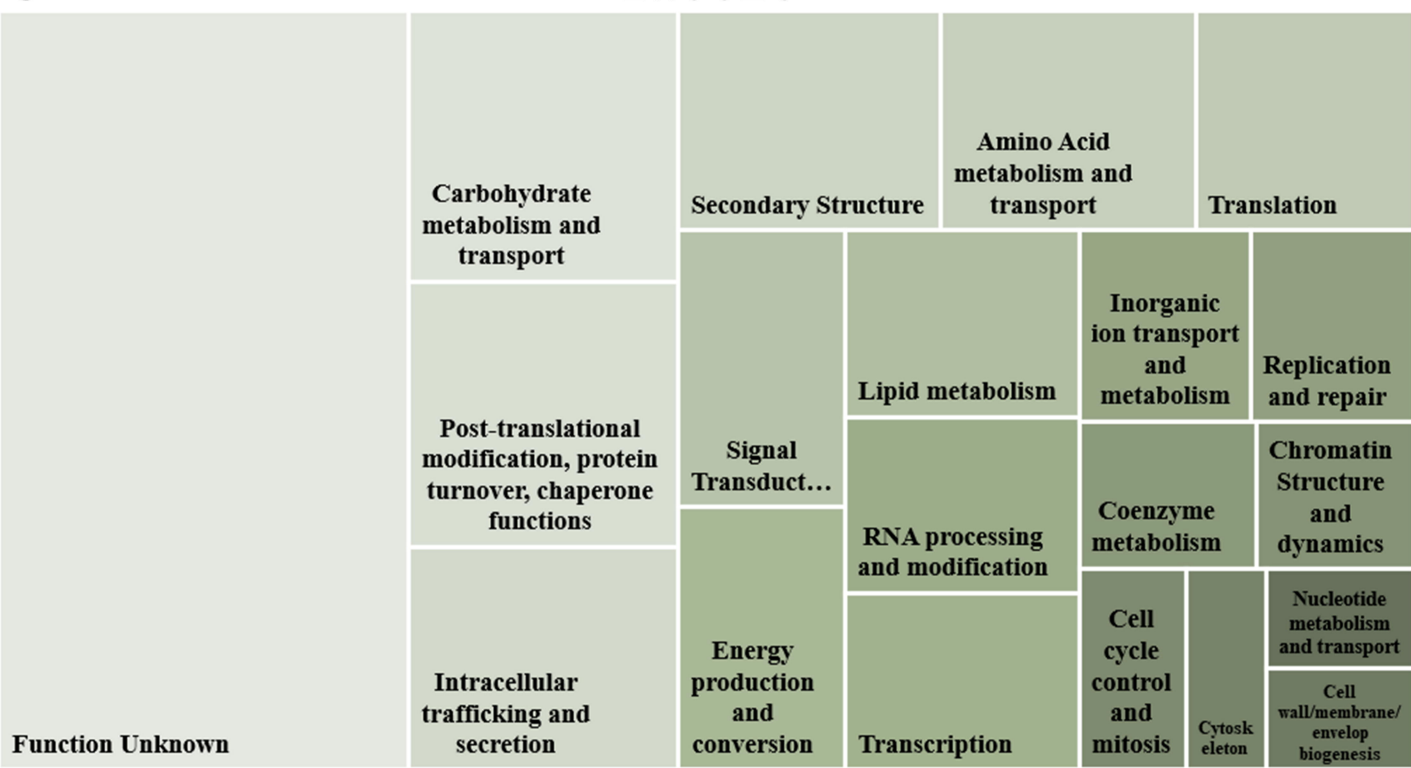 Function Unknown
Carbohydrate
metabolism and
transport
Post-translational
modification, protein
turnover, chaperone
functions
Intracellular
trafficking and
secretion
Secondary Structure
Amino Acid
metabolism and
transport
Translation
Signal
Transduct...
Energy
production
and
conversion
Lipid metabolism
RNA processing
and modification
Transcription
Inorganic
ion transport
and
metabolism
Replication
and repair
Coenzyme
metabolism
Chromatin
Structure
and
dynamics
Cell
cycle
control
and
mitosis
Cytosk
eleton
Nucleotide
metabolism
and transport
Cell
wall/membrane/
envelop
biogenesis